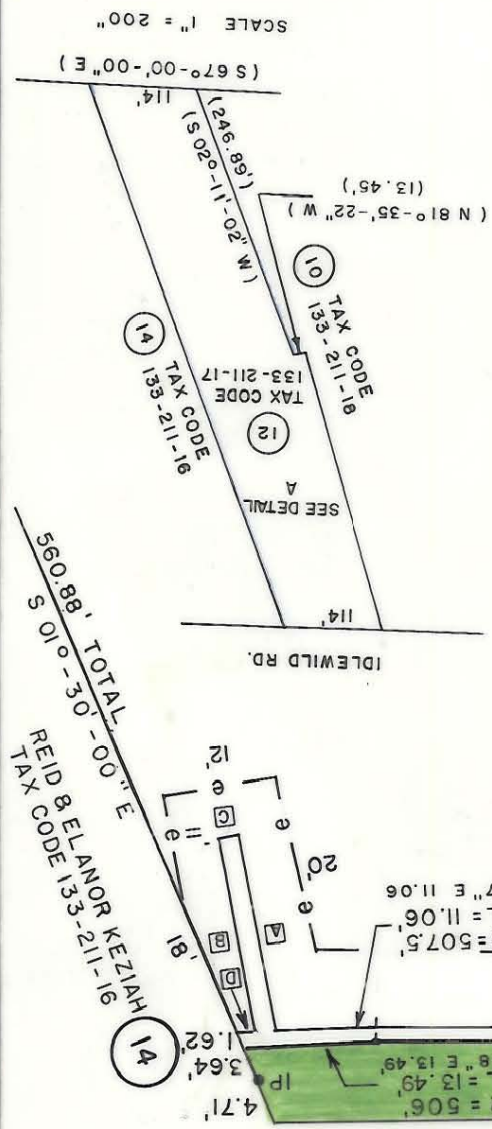 SCALE 1" = 200"
(S 67°-00'-00" E)
114'
(246.89')
(S 02°-11'-02" W)
(13.45')
(N 81°-35'-22" W)
10
TAX CODE
133-211-18
14
TAX CODE
133-211-16
TAX CODE
133-211-17
12
SEE DETAIL
A
114'
IDLEWILD RD.
560.88' TOTAL
S 01°-30'-00" E
REID & ELANOR KEZIAH
TAX CODE 133-211-16
14
12'
e
C
e
e
11'
20'
e
e
A
B
D
18'
7" E 11.06
= 11.06'
= 507.5'
1.62'
3.64'
4.71'
IP
8" E 13.49'
= 13.49'
= 506'